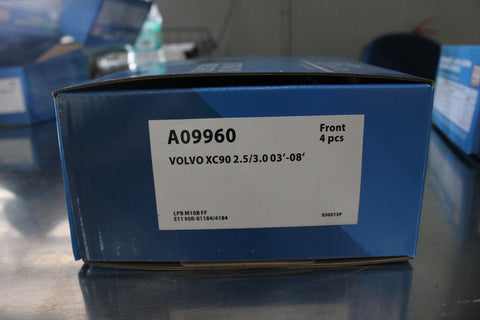 A09960
Front
4 pcs
VOLVO XC90 2.5/3.0 03’-08’
LPB M10B FF
E11 90R-01184/4184
030815P